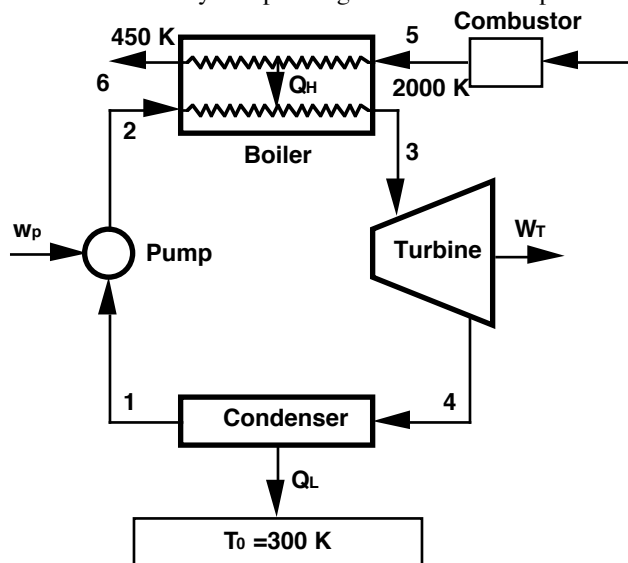 450 K
5
Combustor
6
QH
2000 K
2
Boiler
3
wp
Pump
Turbine
WT
1
Condenser
4
QL
T0 =300 K